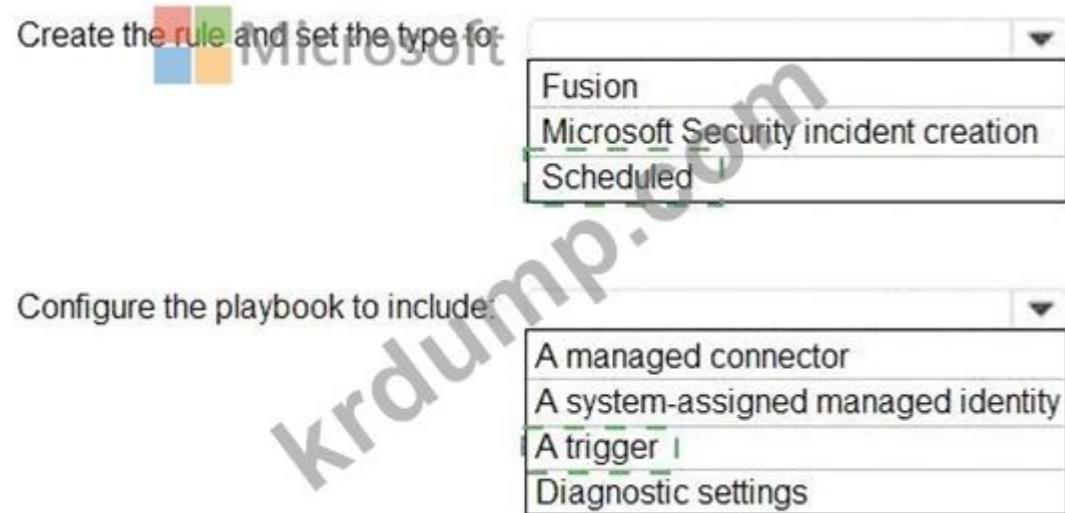 Create the rule and set the type to:
Microsoft
Fusion
Microsoft Security incident creation
Scheduled
Configure the playbook to include:
A managed connector
A system-assigned managed identity
A trigger
Diagnostic settings
krdump.com